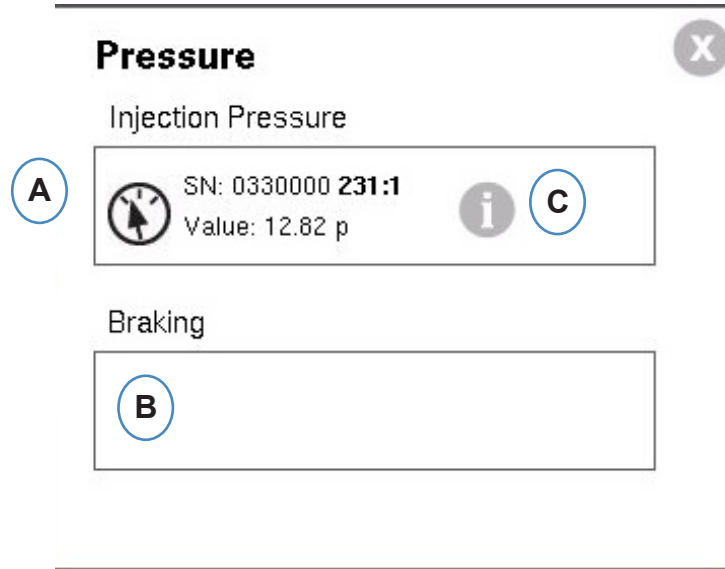 Pressure
X
Injection Pressure
A
SN: 0330000 231:1
Value: 12.82 p
i
C
Braking
B